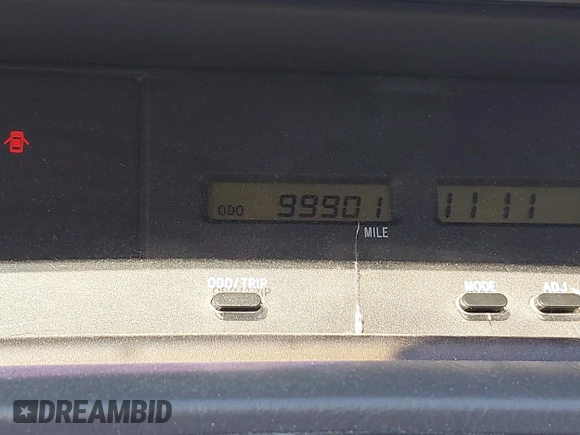 ODO 99901
MILE
1111
ODO/TRIP
MODE
ADJ.
DREAMBID